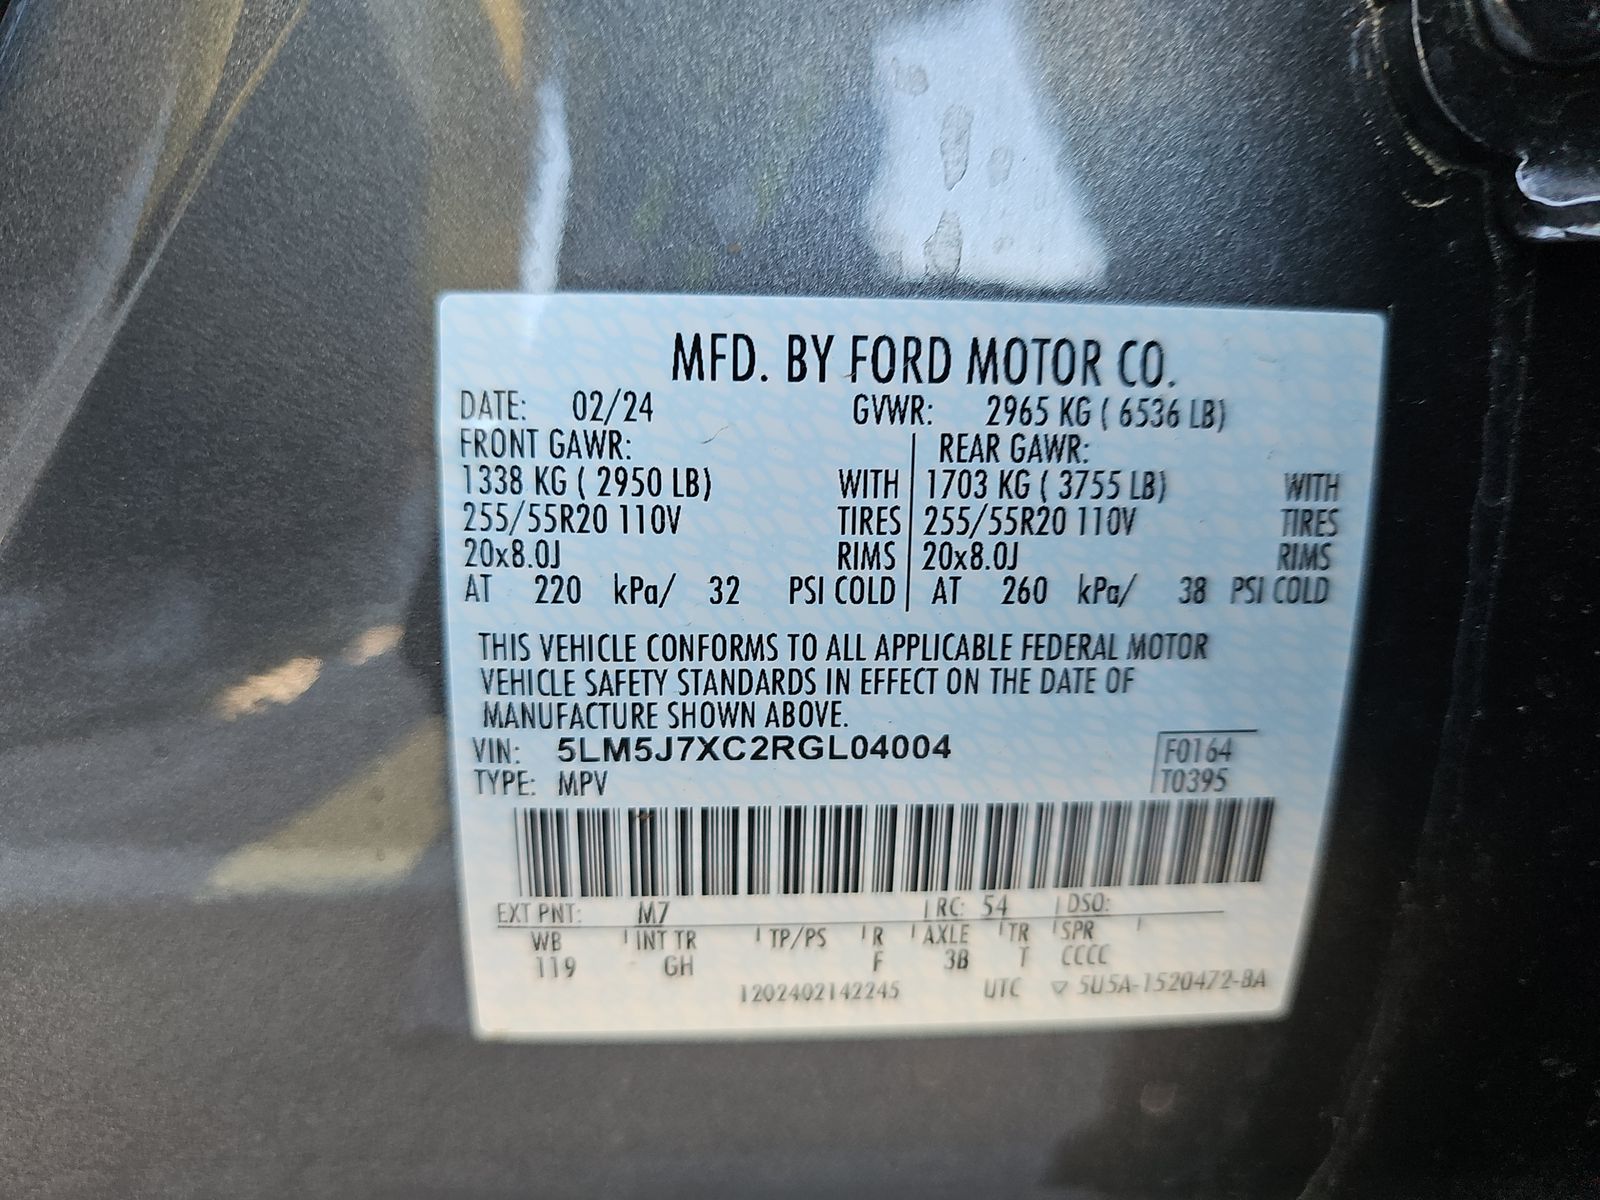 MFD. BY FORD MOTOR CO.
DATE: 02/24 GVWR: 2965 KG ( 6536 LB)
FRONT GAWR: REAR GAWR:
1338 KG ( 2950 LB) WITH 1703 KG ( 3755 LB) WITH
255/55R20 110V TIRES 255/55R20 110V TIRES
20x8.0J RIMS 20x8.0J RIMS
AT 220 kPa/ 32 PSI COLD AT 260 kPa/ 38 PSI COLD
THIS VEHICLE CONFORMS TO ALL APPLICABLE FEDERAL MOTOR
VEHICLE SAFETY STANDARDS IN EFFECT ON THE DATE OF
MANUFACTURE SHOWN ABOVE.
VIN: 5LM5J7XC2RGL04004 F0164
TYPE: MPV T0395
EXT PNT: M7 RC: 54 DSO:
WB INT TR TP/PS R AXLE TR SPR
119 GH F 3B T CCCC
1202402142245 UTC ▽ 5U5A-1520472-BA